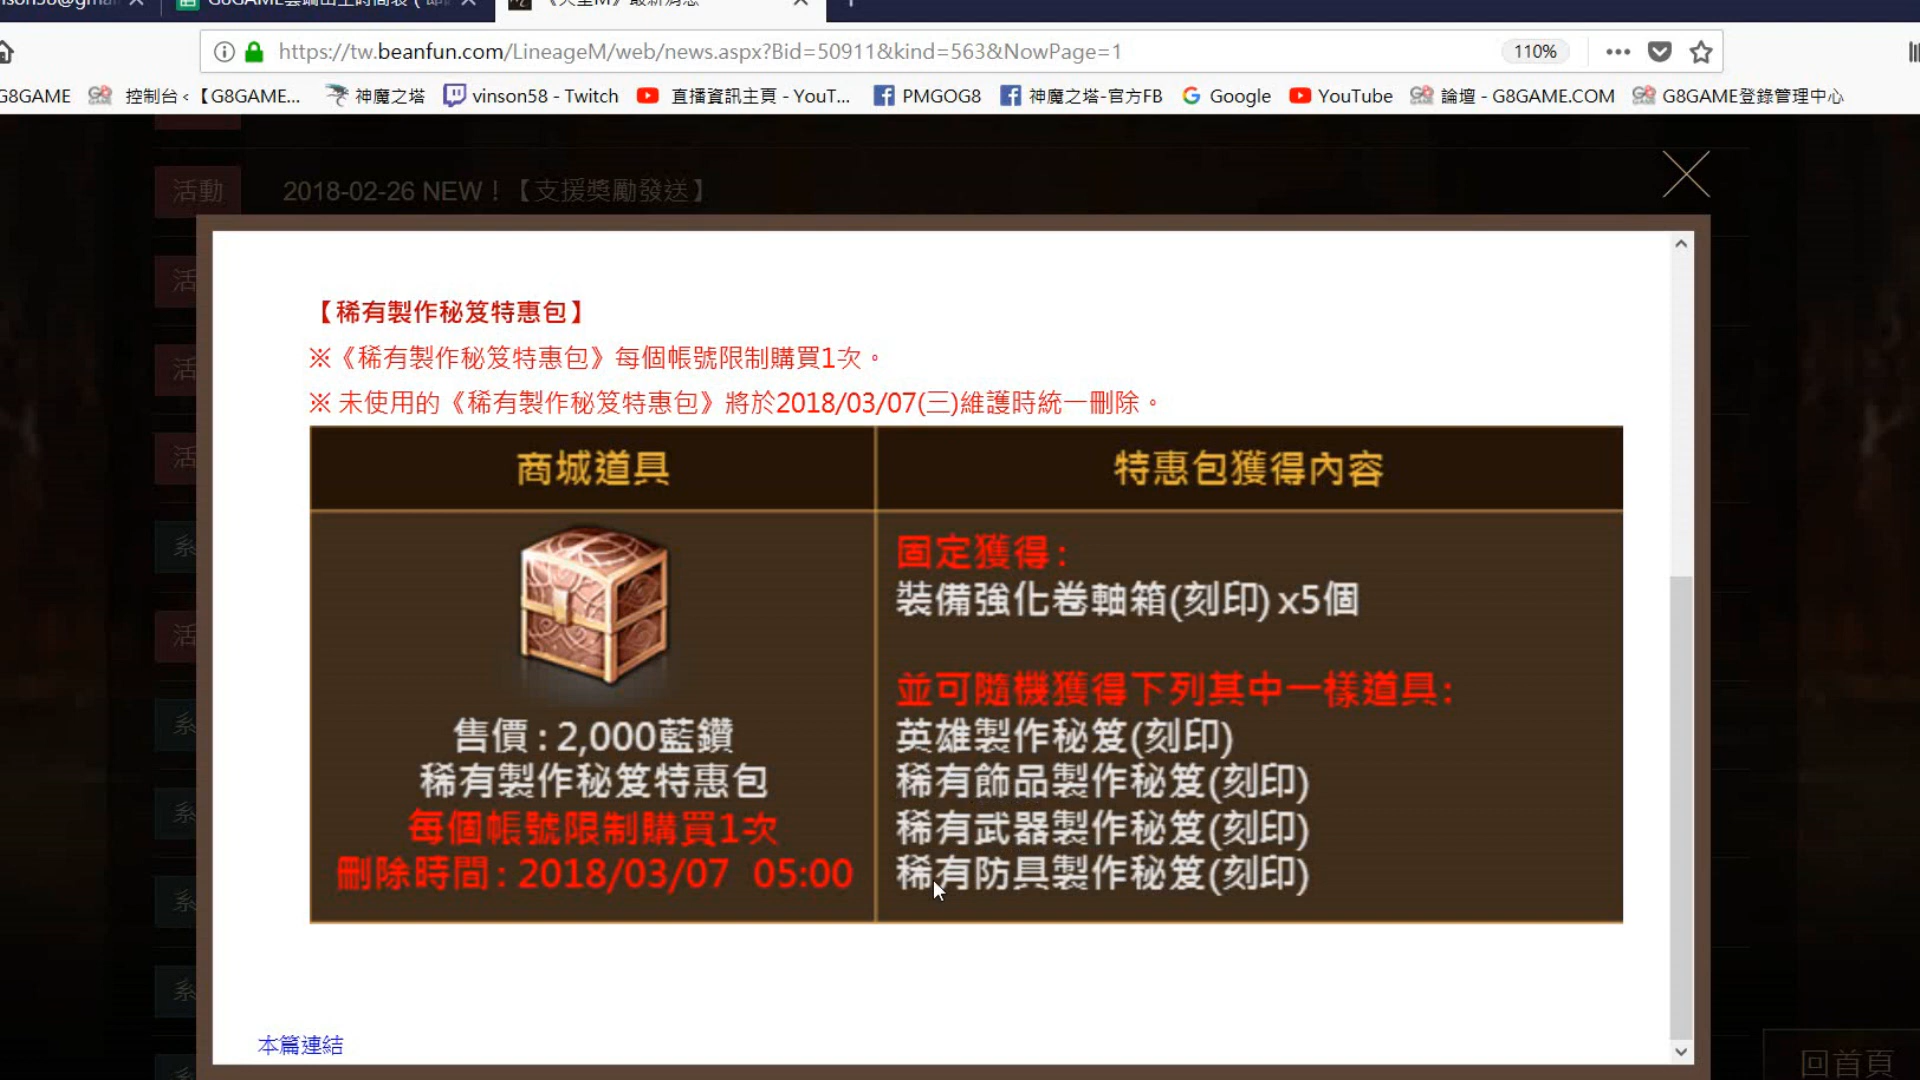 https://tw.beanfun.com/LineageM/web/news.aspx?Bid=50911&kind=563&NowPage=1
110%
G8GAME
控制台 ‹【G8GAME...
神魔之塔
vinson58 - Twitch
直播資訊主頁 - YouT...
PMGOG8
神魔之塔-官方FB
Google
YouTube
論壇 - G8GAME.COM
G8GAME登錄管理中心
活動
2018-02-26 NEW！【支援獎勵發送】
【稀有製作秘笈特惠包】
※《稀有製作秘笈特惠包》每個帳號限制購買1次。
※ 未使用的《稀有製作秘笈特惠包》將於2018/03/07(三)維護時統一刪除。
商城道具
特惠包獲得內容
售價 : 2,000藍鑽
稀有製作秘笈特惠包
每個帳號限制購買1次
刪除時間 : 2018/03/07 05:00
固定獲得 :
裝備強化卷軸箱(刻印) x5個
並可隨機獲得下列其中一樣道具 :
英雄製作秘笈(刻印)
稀有飾品製作秘笈(刻印)
稀有武器製作秘笈(刻印)
稀有防具製作秘笈(刻印)
本篇連結
回首頁